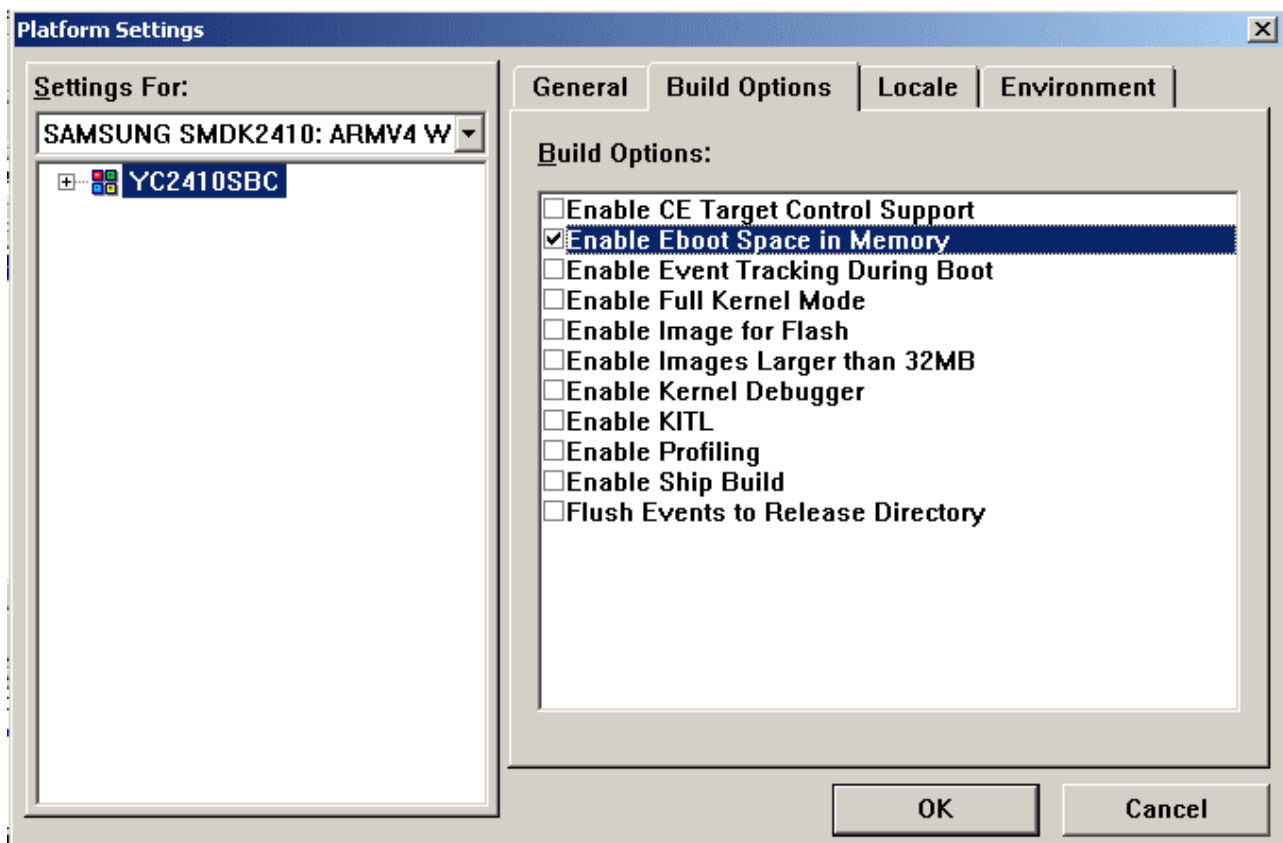 Platform Settings
Settings For:
SAMSUNG SMDK2410: ARMV4 W
YC2410SBC
General Build Options Locale Environment
Build Options:
Enable CE Target Control Support
Enable Eboot Space in Memory
Enable Event Tracking During Boot
Enable Full Kernel Mode
Enable Image for Flash
Enable Images Larger than 32MB
Enable Kernel Debugger
Enable KITL
Enable Profiling
Enable Ship Build
Flush Events to Release Directory
OK Cancel